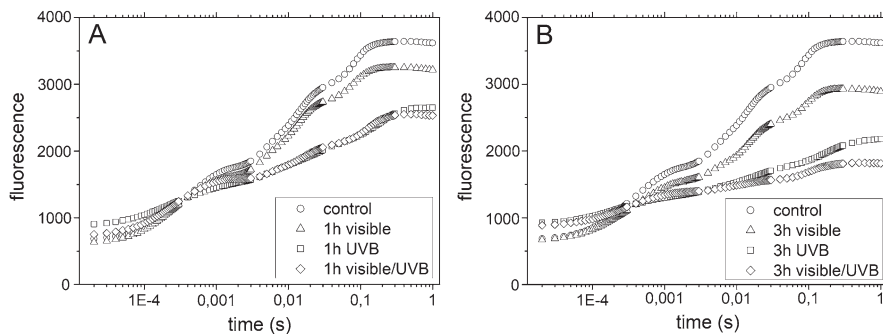 A
fluorescence
4000
3000
2000
1000
0
control
1h visible
1h UVB
1h visible/UVB
1E-4
0,001
0,01
0,1
1
time (s)
B
fluorescence
4000
3000
2000
1000
0
control
3h visible
3h UVB
3h visible/UVB
1E-4
0,001
0,01
0,1
1
time (s)